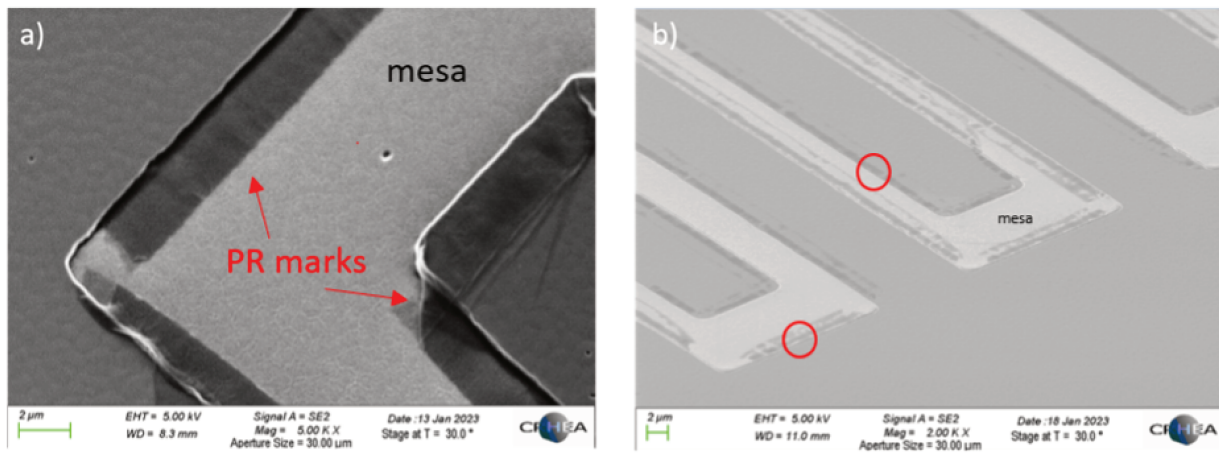 a)
mesa
PR marks
2 µm
EHT = 5.00 kV
WD = 8.3 mm
Signal A = SE2
Mag = 5.00 K X
Aperture Size = 30.00 µm
Date :13 Jan 2023
Stage at T = 30.0 °
CRHEA
b)
mesa
2 µm
EHT = 5.00 kV
WD = 11.0 mm
Signal A = SE2
Mag = 2.00 K X
Aperture Size = 30.00 µm
Date :18 Jan 2023
Stage at T = 30.0 °
CRHEA